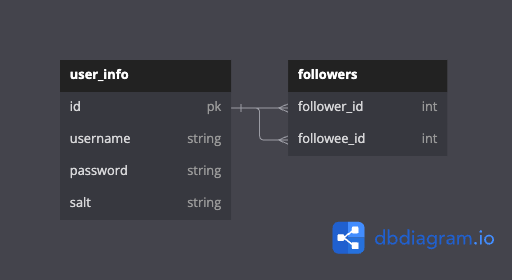 user_info
id pk
username string
password string
salt string
followers
follower_id int
followee_id int
dbdiagram.io